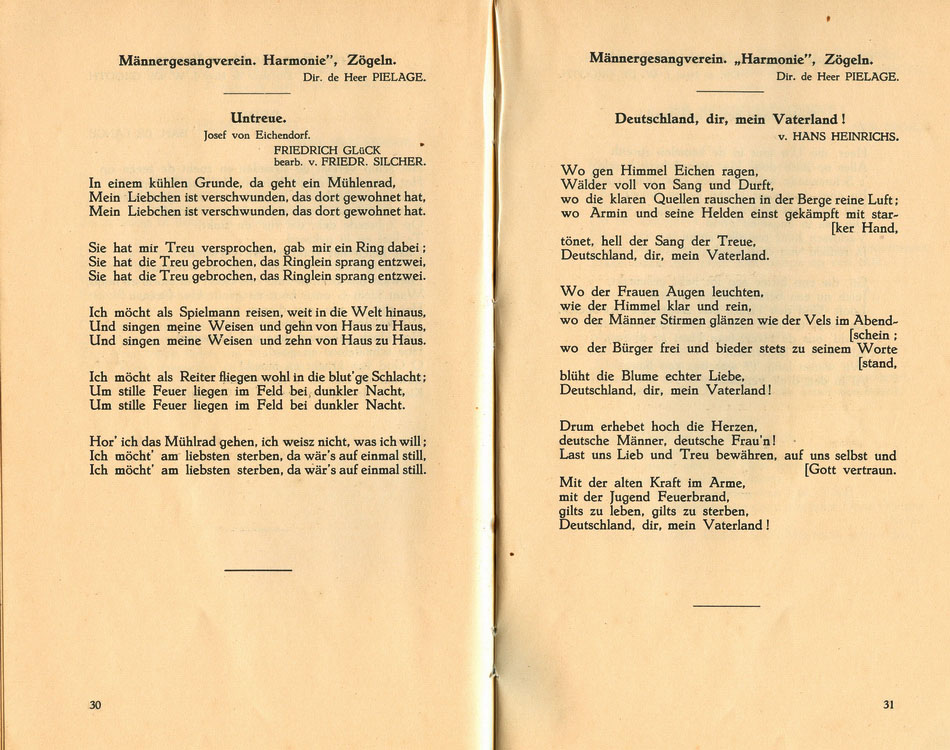 Männergesangverein. Harmonie”, Zögeln.
Dir. de Heer PIELAGE.
Untreue.
Josef von Eichendorf.
FRIEDRICH GLüCK
bearb. v. FRIEDR. SILCHER.
In einem kühlen Grunde, da geht ein Mühlenrad,
Mein Liebchen ist verschwunden, das dort gewohnet hat,
Mein Liebchen ist verschwunden, das dort gewohnet hat.
Sie hat mir Treu versprochen, gab mir ein Ring dabei;
Sie hat die Treu gebrochen, das Ringlein sprang entzwei,
Sie hat die Treu gebrochen, das Ringlein sprang entzwei.
Ich möcht als Spielmann reisen, weit in die Welt hinaus,
Und singen meine Weisen und gehn von Haus zu Haus,
Und singen meine Weisen und zehn von Haus zu Haus.
Ich möcht als Reiter fliegen wohl in die blut'ge Schlacht;
Um stille Feuer liegen im Feld bei dunkler Nacht,
Um stille Feuer liegen im Feld bei dunkler Nacht.
Hor' ich das Mühlrad gehen, ich weisz nicht, was ich will;
Ich möcht' am liebsten sterben, da wär's auf einmal still,
Ich möcht' am liebsten sterben, da wär's auf einmal still.
30
Männergesangverein. „Harmonie”, Zögeln.
Dir. de Heer PIELAGE.
Deutschland, dir, mein Vaterland!
v. HANS HEINRICHS.
Wo gen Himmel Eichen ragen,
Wälder voll von Sang und Durft,
wo die klaren Quellen rauschen in der Berge reine Luft;
wo Armin und seine Helden einst gekämpft mit star-
[ker Hand,
tönet, hell der Sang der Treue,
Deutschland, dir, mein Vaterland.
Wo der Frauen Augen leuchten,
wie der Himmel klar und rein,
wo der Männer Stirmen glänzen wie der Vels im Abend-
[schein;
wo der Bürger frei und bieder stets zu seinem Worte
[stand,
blüht die Blume echter Liebe,
Deutschland, dir, mein Vaterland!
Drum erhebet hoch die Herzen,
deutsche Männer, deutsche Frau'n!
Last uns Lieb und Treu bewähren, auf uns selbst und
[Gott vertraun.
Mit der alten Kraft im Arme,
mit der Jugend Feuerbrand,
gilts zu leben, gilts zu sterben,
Deutschland, dir, mein Vaterland!
31